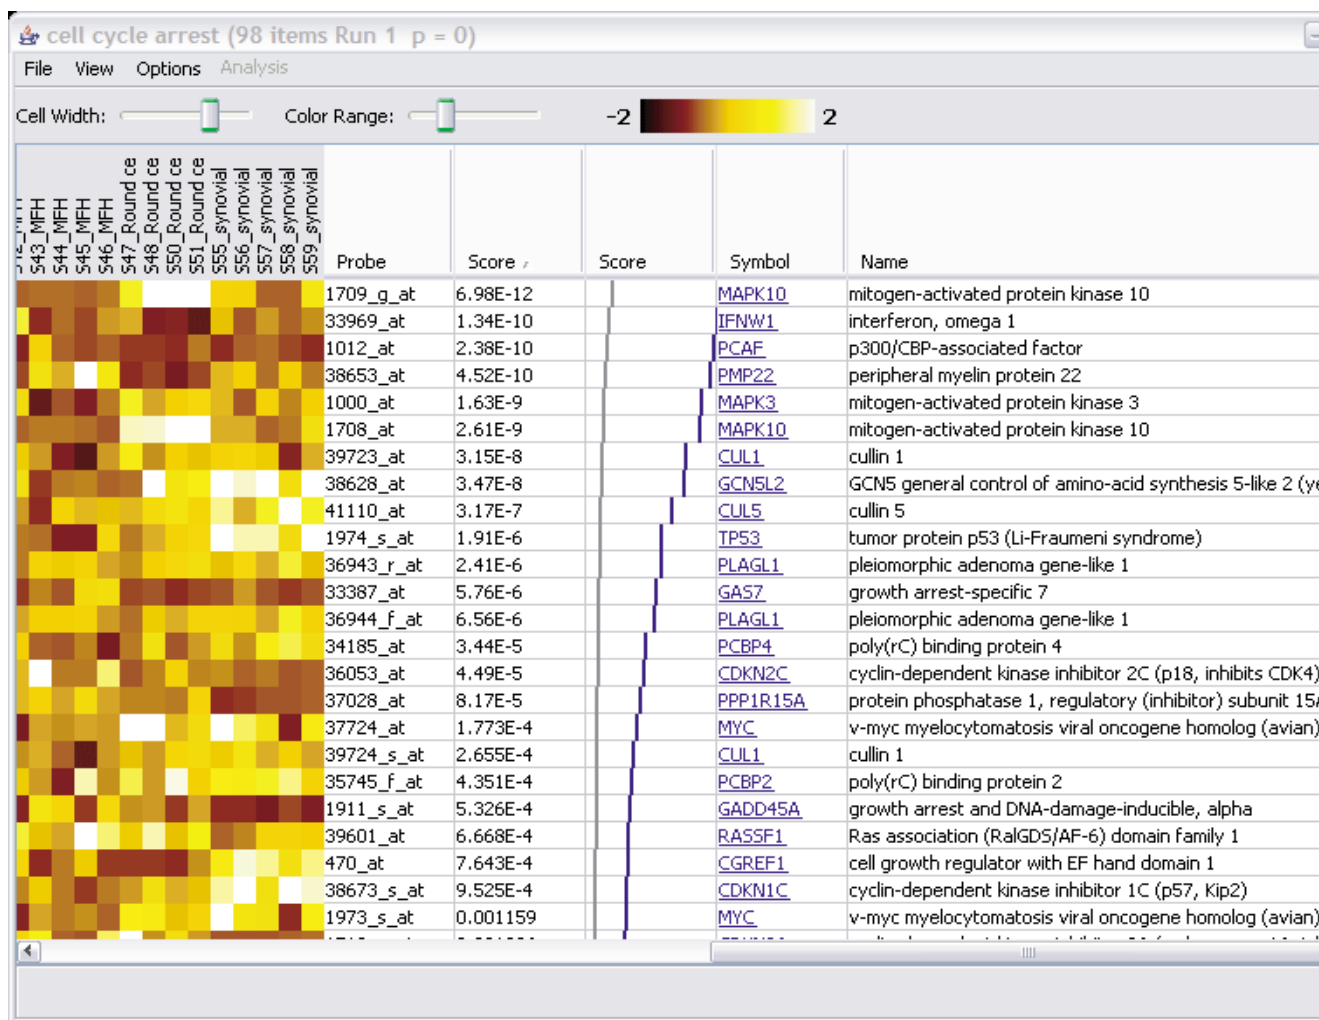 cell cycle arrest (98 items Run 1 p = 0)
File View Options Analysis
Cell Width: Color Range: -2 2
S43_MFH
S44_MFH
S45_MFH
S46_MFH
S47_Round ce
S48_Round ce
S50_Round ce
S51_Round ce
S55_synovial
S56_synovial
S57_synovial
S58_synovial
S59_synovial
Probe Score Score Symbol Name
1709_g_at 6.98E-12 MAPK10 mitogen-activated protein kinase 10
33969_at 1.34E-10 IFNW1 interferon, omega 1
1012_at 2.38E-10 PCAF p300/CBP-associated factor
38653_at 4.52E-10 PMP22 peripheral myelin protein 22
1000_at 1.63E-9 MAPK3 mitogen-activated protein kinase 3
1708_at 2.61E-9 MAPK10 mitogen-activated protein kinase 10
39723_at 3.15E-8 CUL1 cullin 1
38628_at 3.47E-8 GCN5L2 GCN5 general control of amino-acid synthesis 5-like 2 (ye
41110_at 3.17E-7 CUL5 cullin 5
1974_s_at 1.91E-6 TP53 tumor protein p53 (Li-Fraumeni syndrome)
36943_r_at 2.41E-6 PLAGL1 pleiomorphic adenoma gene-like 1
33387_at 5.76E-6 GAS7 growth arrest-specific 7
36944_f_at 6.56E-6 PLAGL1 pleiomorphic adenoma gene-like 1
34185_at 3.44E-5 PCBP4 poly(rC) binding protein 4
36053_at 4.49E-5 CDKN2C cyclin-dependent kinase inhibitor 2C (p18, inhibits CDK4)
37028_at 8.17E-5 PPP1R15A protein phosphatase 1, regulatory (inhibitor) subunit 15A
37724_at 1.773E-4 MYC v-myc myelocytomatosis viral oncogene homolog (avian)
39724_s_at 2.655E-4 CUL1 cullin 1
35745_f_at 4.351E-4 PCBP2 poly(rC) binding protein 2
1911_s_at 5.326E-4 GADD45A growth arrest and DNA-damage-inducible, alpha
39601_at 6.668E-4 RASSF1 Ras association (RalGDS/AF-6) domain family 1
470_at 7.643E-4 CGREF1 cell growth regulator with EF hand domain 1
38673_s_at 9.525E-4 CDKN1C cyclin-dependent kinase inhibitor 1C (p57, Kip2)
1973_s_at 0.001159 MYC v-myc myelocytomatosis viral oncogene homolog (avian)